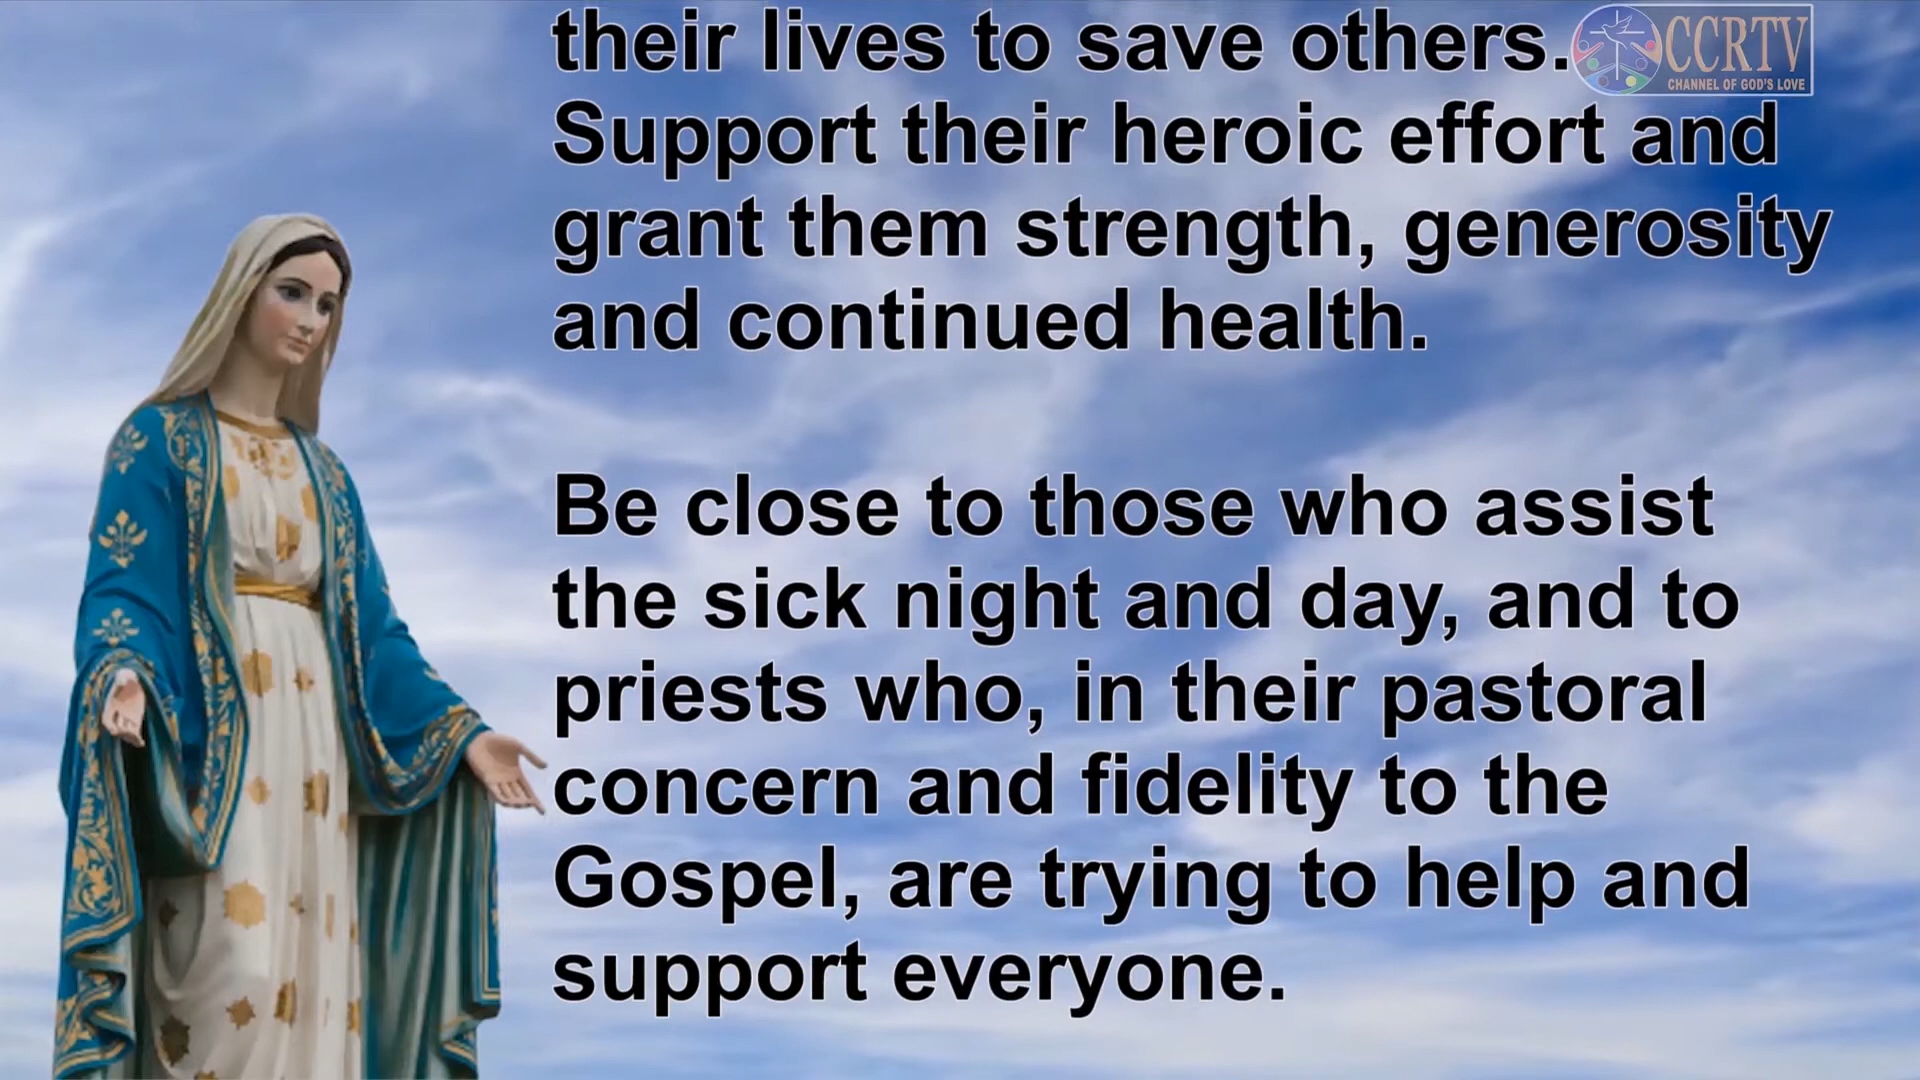 their lives to save others.
CCRTV
CHANNEL OF GOD'S LOVE
Support their heroic effort and
grant them strength, generosity
and continued health.
Be close to those who assist
the sick night and day, and to
priests who, in their pastoral
concern and fidelity to the
Gospel, are trying to help and
support everyone.